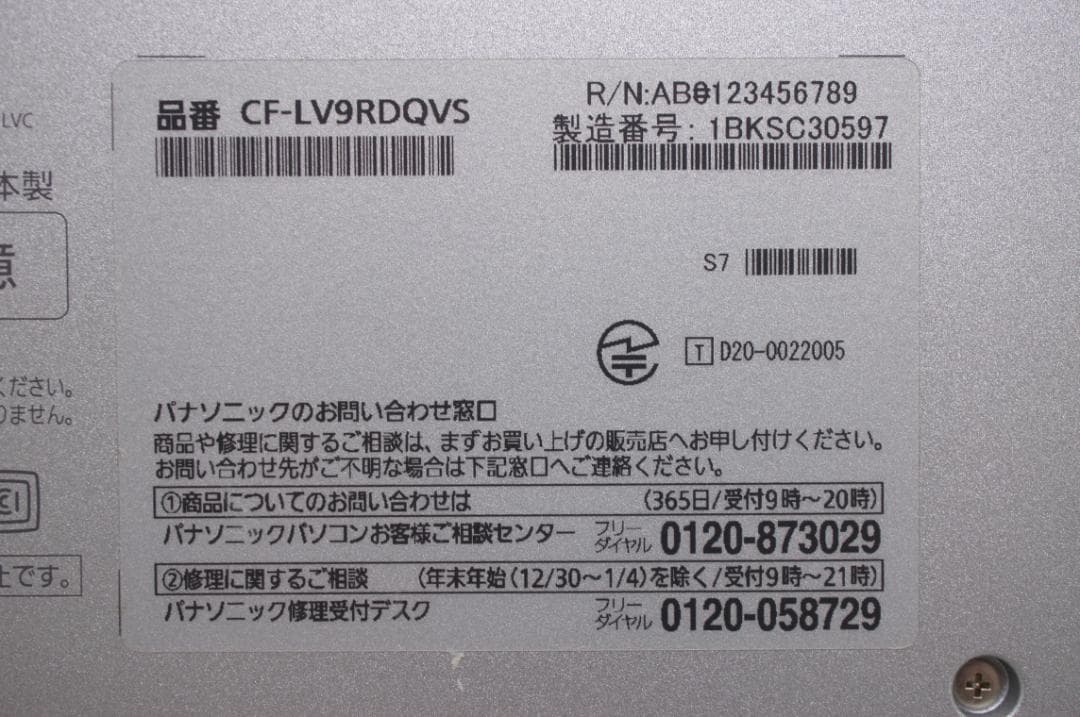 品番 CF-LV9RDQVS
R/N:AB0123456789
製造番号: 1BKSC30597
S7
T D20-0022005
パナソニックのお問い合わせ窓口
商品や修理に関するご相談は、まずお買い上げの販売店へお申し付けください。
お問い合わせ先がご不明な場合は下記窓口へご連絡ください。
①商品についてのお問い合わせは (365日/受付9時～20時)
パナソニックパソコンお客様ご相談センター フリーダイヤル 0120-873029
②修理に関するご相談 (年末年始(12/30～1/4)を除く/受付9時～21時)
パナソニック修理受付デスク フリーダイヤル 0120-058729
LVC
本製
意
ください。
りません。
です。